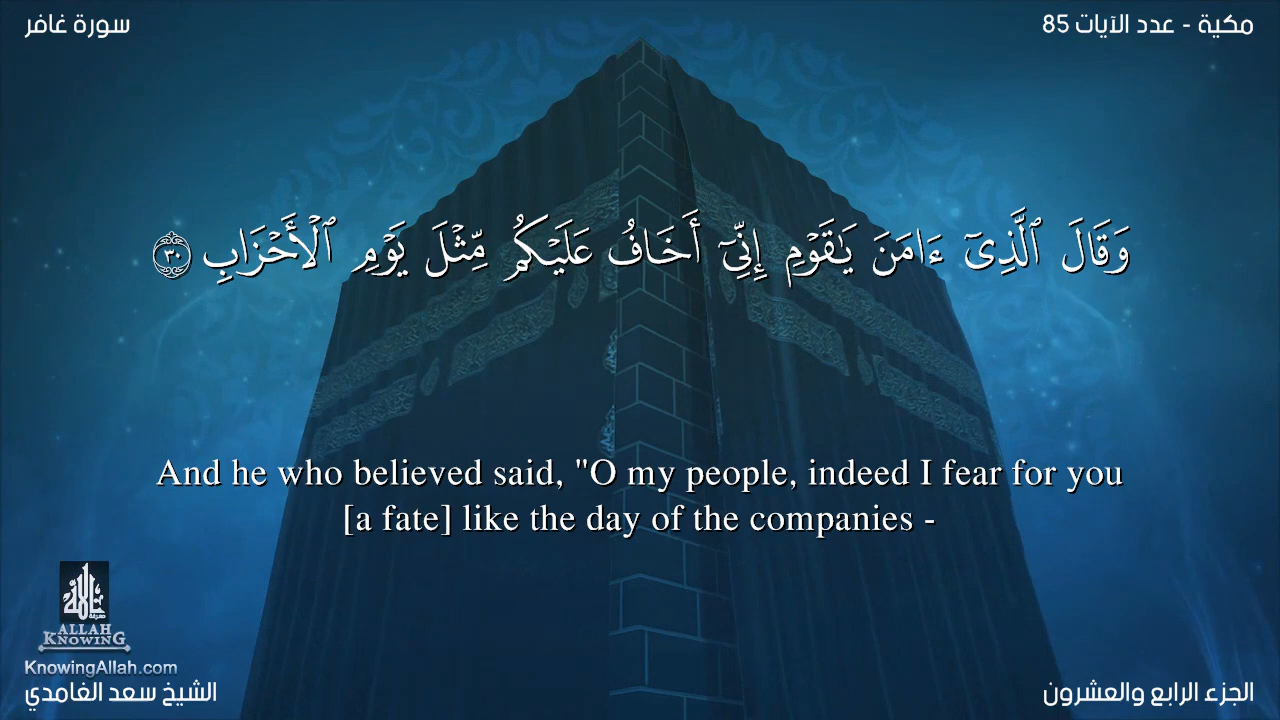 سورة غافر
مكية - عدد الآيات 85
وَقَالَ ٱلَّذِىٓ ءَامَنَ يَٰقَوْمِ إِنِّىٓ أَخَافُ عَلَيْكُم مِّثْلَ يَوْمِ ٱلْأَحْزَابِ ٣٠
And he who believed said, "O my people, indeed I fear for you
[a fate] like the day of the companies -
ALLAH
KNOWING
KnowingAllah.com
الشيخ سعد الغامدي
الجزء الرابع والعشرون